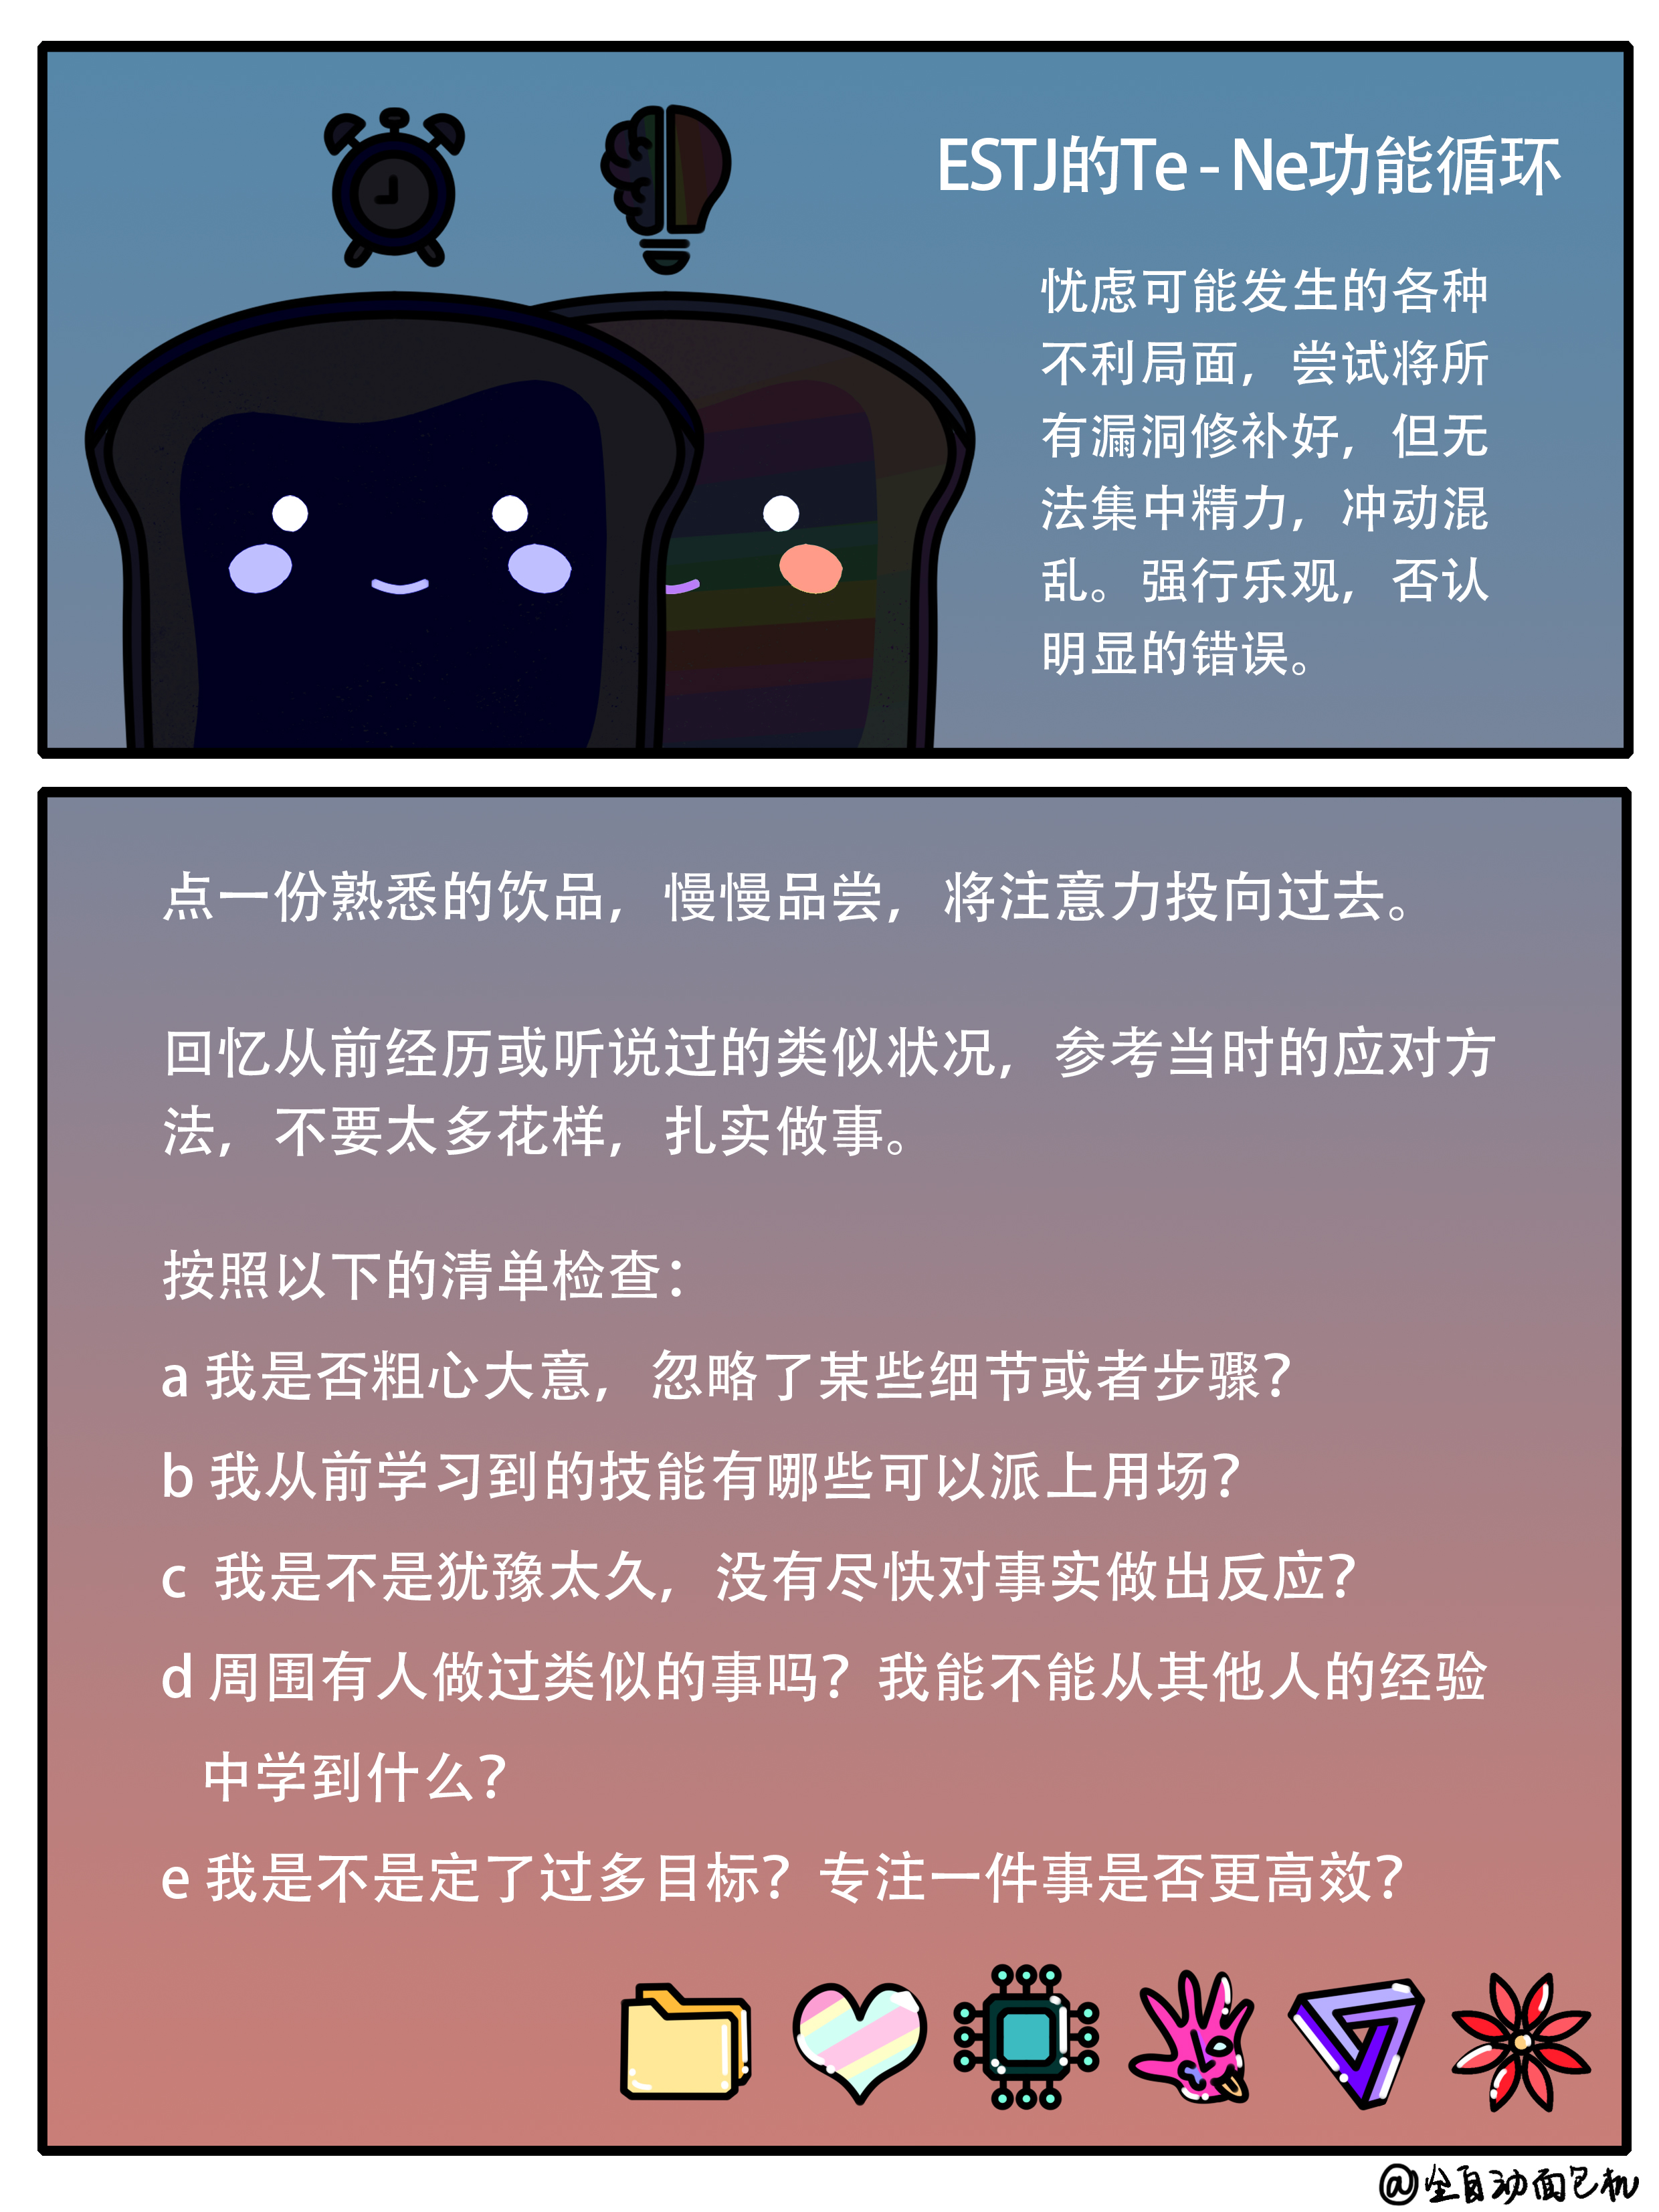 ESTJ的Te - Ne功能循环
忧虑可能发生的各种
不利局面，尝试将所
有漏洞修补好，但无
法集中精力，冲动混
乱。强行乐观，否认
明显的错误。
点一份熟悉的饮品，慢慢品尝，将注意力投向过去。
回忆从前经历或听说过的类似状况，参考当时的应对方
法，不要太多花样，扎实做事。
按照以下的清单检查：
a 我是否粗心大意，忽略了某些细节或者步骤？
b 我从前学习到的技能有哪些可以派上用场？
c 我是不是犹豫太久，没有尽快对事实做出反应？
d 周围有人做过类似的事吗？我能不能从其他人的经验
中学到什么？
e 我是不是定了过多目标？专注一件事是否更高效？
@全自动面包机